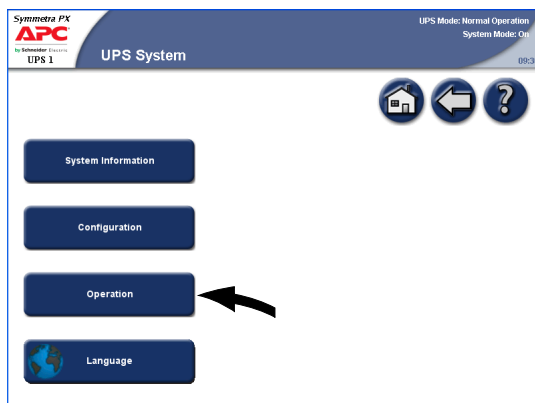 Symmetra PX
APC
by Schneider Electric
UPS 1
UPS System
UPS Mode: Normal Operation
System Mode: On
09:3
?
System Information
Configuration
Operation
Language